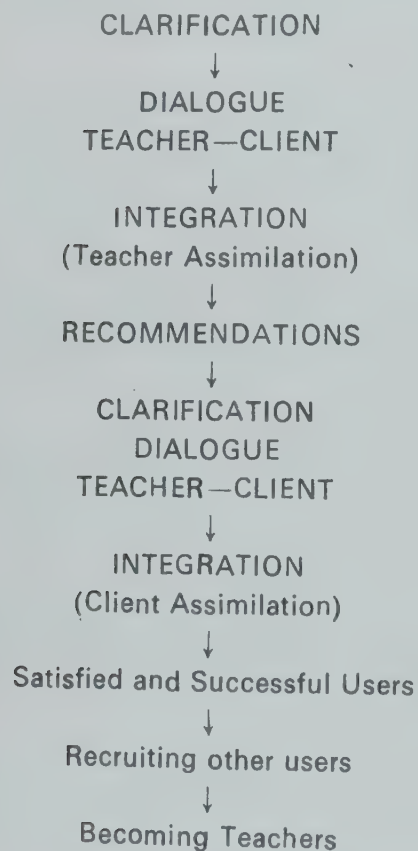 CLARIFICATION
↓
DIALOGUE
TEACHER—CLIENT
↓
INTEGRATION
(Teacher Assimilation)
↓
RECOMMENDATIONS
↓
CLARIFICATION
DIALOGUE
TEACHER—CLIENT
↓
INTEGRATION
(Client Assimilation)
↓
Satisfied and Successful Users
↓
Recruiting other users
↓
Becoming Teachers